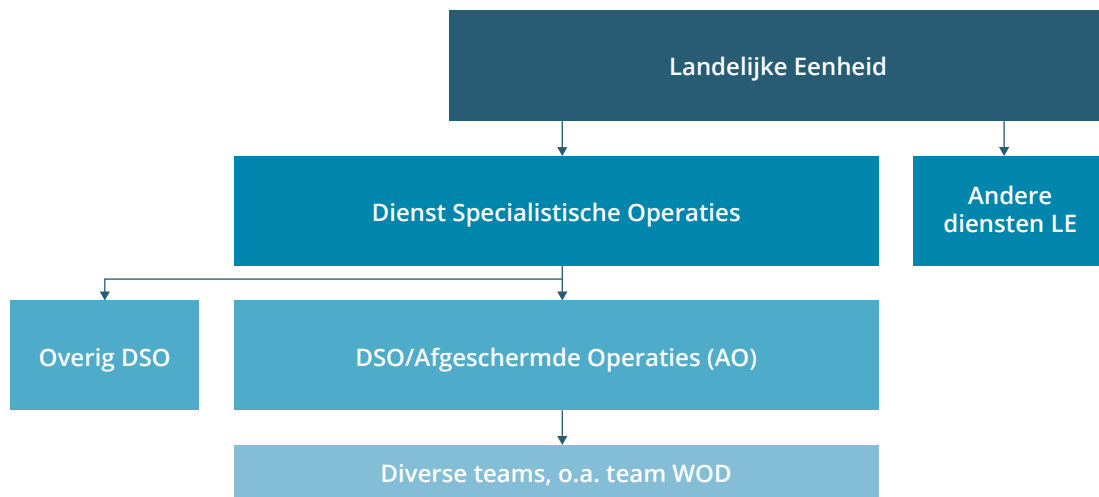 Landelijke Eenheid
Dienst Specialistische Operaties
Andere
diensten LE
Overig DSO
DSO/Afgeschermde Operaties (AO)
Diverse teams, o.a. team WOD